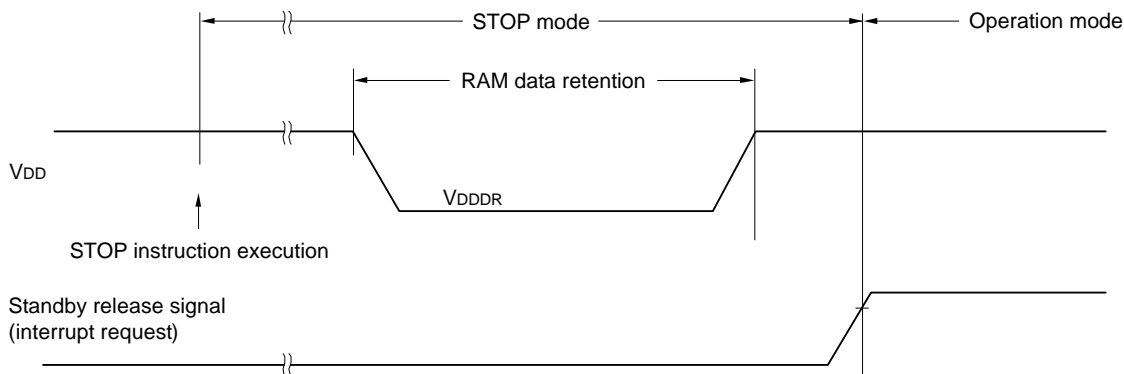 STOP mode
Operation mode
RAM data retention
VDD
VDDDR
STOP instruction execution
Standby release signal
(interrupt request)